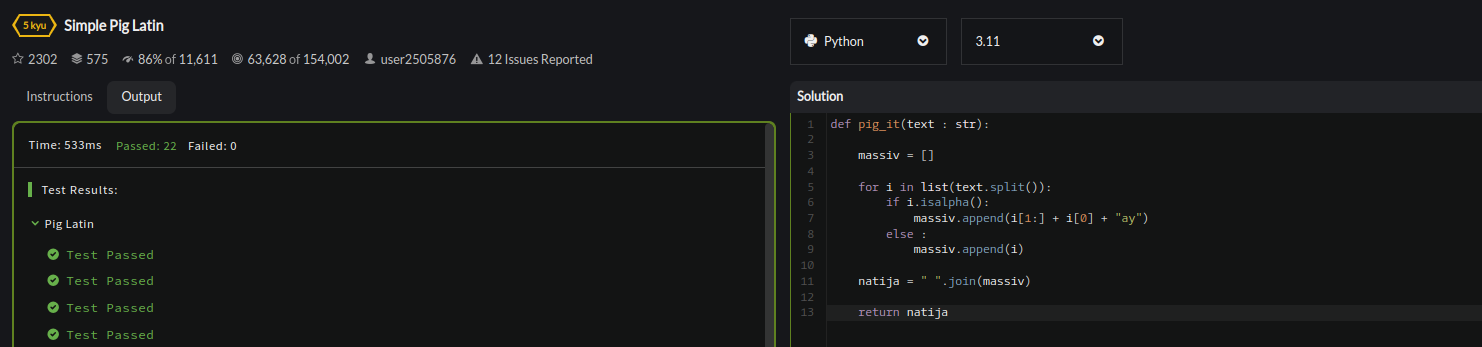 5 kyu Simple Pig Latin
2302 575 86% of 11,611 63,628 of 154,002 user2505876 12 Issues Reported
Instructions Output
Time: 533ms Passed: 22 Failed: 0
Test Results:
Pig Latin
Test Passed
Test Passed
Test Passed
Test Passed
Python 3.11
Solution
1 def pig_it(text : str):
2
3     massiv = []
4
5     for i in list(text.split()):
6         if i.isalpha():
7             massiv.append(i[1:] + i[0] + "ay")
8         else :
9             massiv.append(i)
10
11     natija = " ".join(massiv)
12
13     return natija